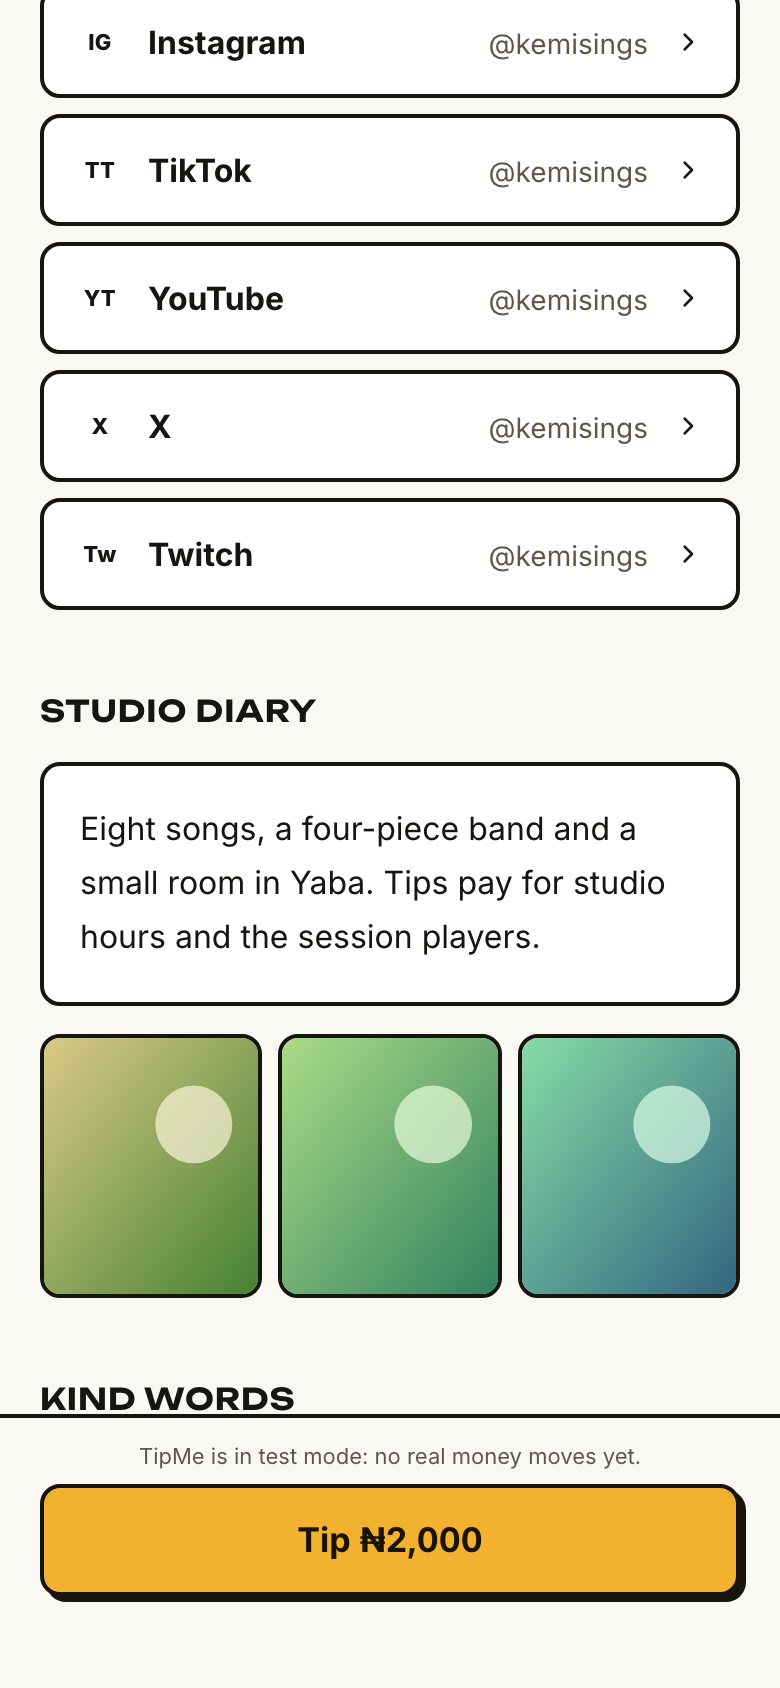 IG Instagram @kemisings
TT TikTok @kemisings
YT YouTube @kemisings
X X @kemisings
Tw Twitch @kemisings
STUDIO DIARY
Eight songs, a four-piece band and a
small room in Yaba. Tips pay for studio
hours and the session players.
KIND WORDS
TipMe is in test mode: no real money moves yet.
Tip ₦2,000